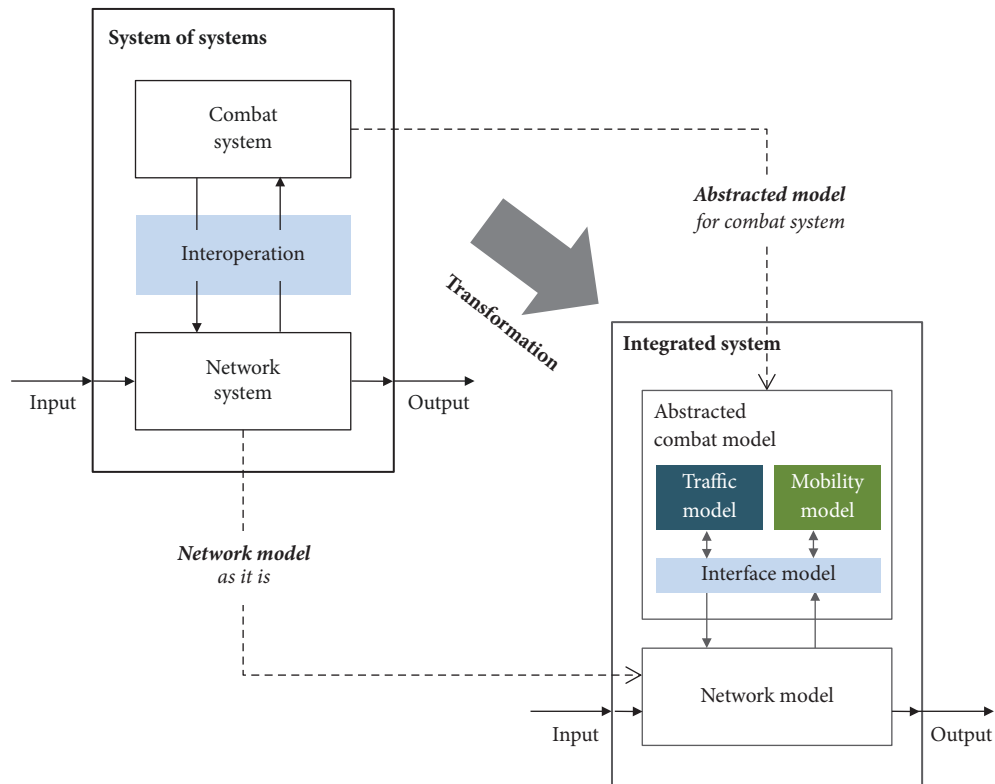 System of systems
Combat
system
Interoperation
Network
system
Input
Output
Abstracted model
for combat system
Transformation
Network model
as it is
Integrated system
Abstracted
combat model
Traffic
model
Mobility
model
Interface model
Network model
Input
Output